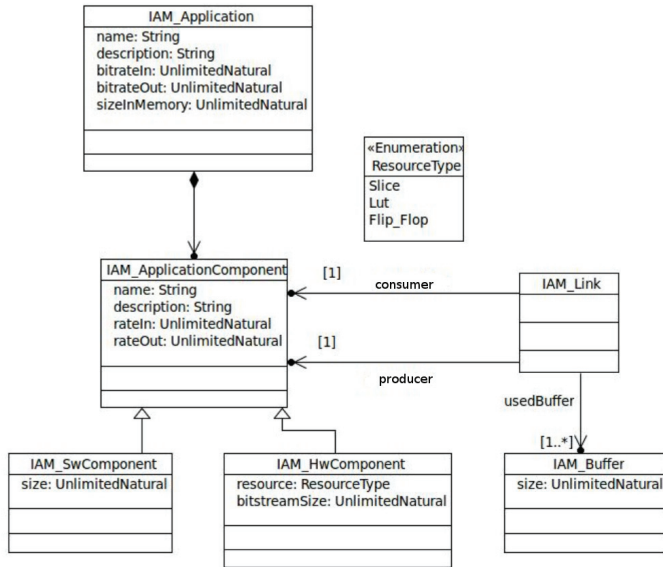 IAM_Application
name: String
description: String
bitrateIn: UnlimitedNatural
bitrateOut: UnlimitedNatural
sizeInMemory: UnlimitedNatural
«Enumeration»
ResourceType
Slice
Lut
Flip_Flop
IAM_ApplicationComponent
name: String
description: String
rateIn: UnlimitedNatural
rateOut: UnlimitedNatural
[1]
consumer
[1]
producer
IAM_Link
usedBuffer
[1..*]
IAM_SwComponent
size: UnlimitedNatural
IAM_HwComponent
resource: ResourceType
bitstreamSize: UnlimitedNatural
IAM_Buffer
size: UnlimitedNatural